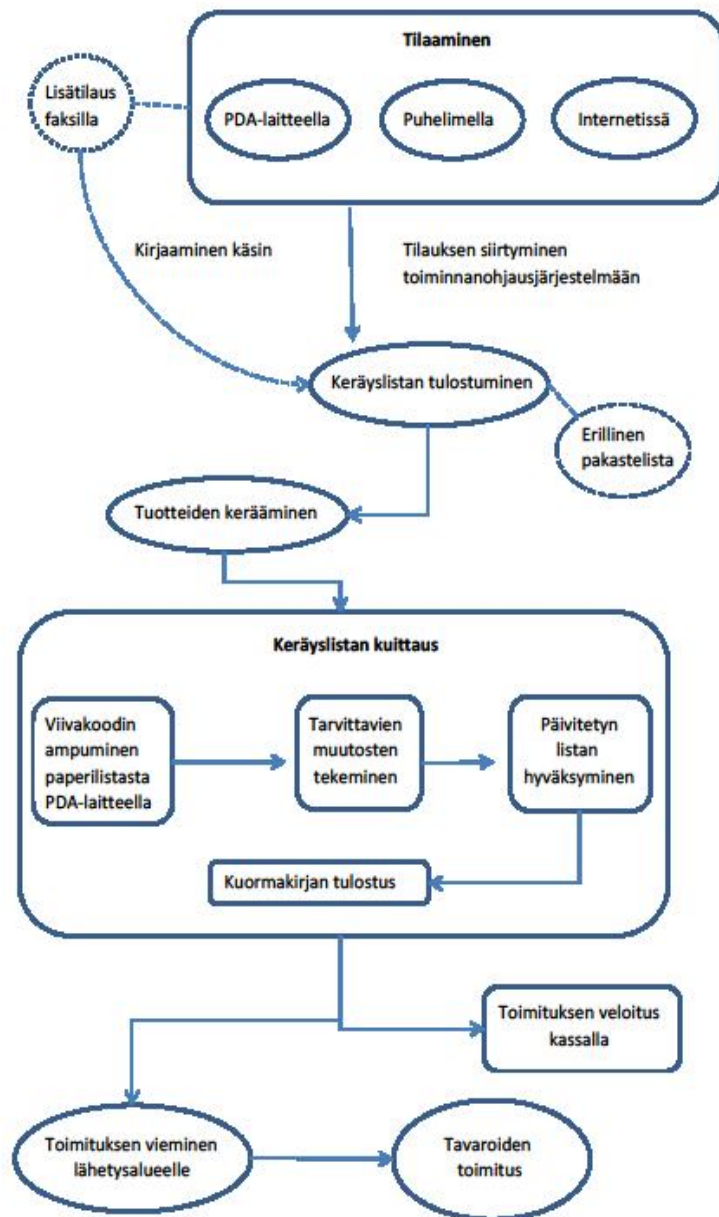 Tilaaminen
Lisätilaus
faksilla
PDA-laitteella
Puhelimella
Internetissä
Kirjaaminen käsin
Tilauksen siirtyminen
toiminnanohjausjärjestelmään
Keräyslistan tulostuminen
Erillinen
pakastelista
Tuotteiden kerääminen
Keräyslistan kuittaus
Viivakoodin
ampuminen
paperilistasta
PDA-laitteella
Tarvittavien
muutosten
tekeminen
Päivitetyn
listan
hyväksyminen
Kuormakirjan tulostus
Toimituksen veloitus
kassalla
Toimituksen vieminen
lähetysalueelle
Tavaroiden
toimitus